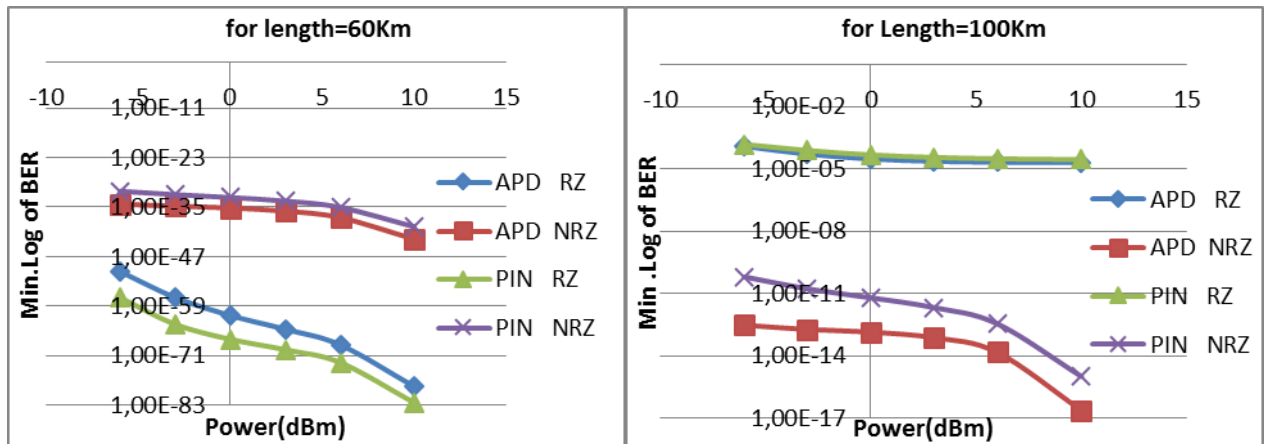 for length=60Km
-10 -5 0 5 10 15
1,00E-11
1,00E-23
1,00E-35
1,00E-47
1,00E-59
1,00E-71
1,00E-83
Min.Log of BER
Power(dBm)
APD RZ
APD NRZ
PIN RZ
PIN NRZ
for Length=100Km
-10 -5 0 5 10 15
1,00E-02
1,00E-05
1,00E-08
1,00E-11
1,00E-14
1,00E-17
Min .Log of BER
Power(dBm)
APD RZ
APD NRZ
PIN RZ
PIN NRZ